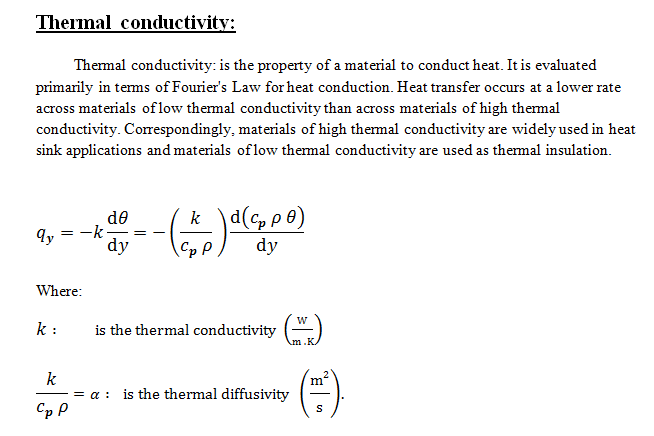 Thermal conductivity:
Thermal conductivity: is the property of a material to conduct heat. It is evaluated
primarily in terms of Fourier's Law for heat conduction. Heat transfer occurs at a lower rate
across materials of low thermal conductivity than across materials of high thermal
conductivity. Correspondingly, materials of high thermal conductivity are widely used in heat
sink applications and materials of low thermal conductivity are used as thermal insulation.
q_y = −k dθ/dy = −(k/(c_p ρ)) d(c_p ρ θ)/dy
Where:
k : is the thermal conductivity (W/m.K)
k/(c_p ρ) = α : is the thermal diffusivity (m²/s).